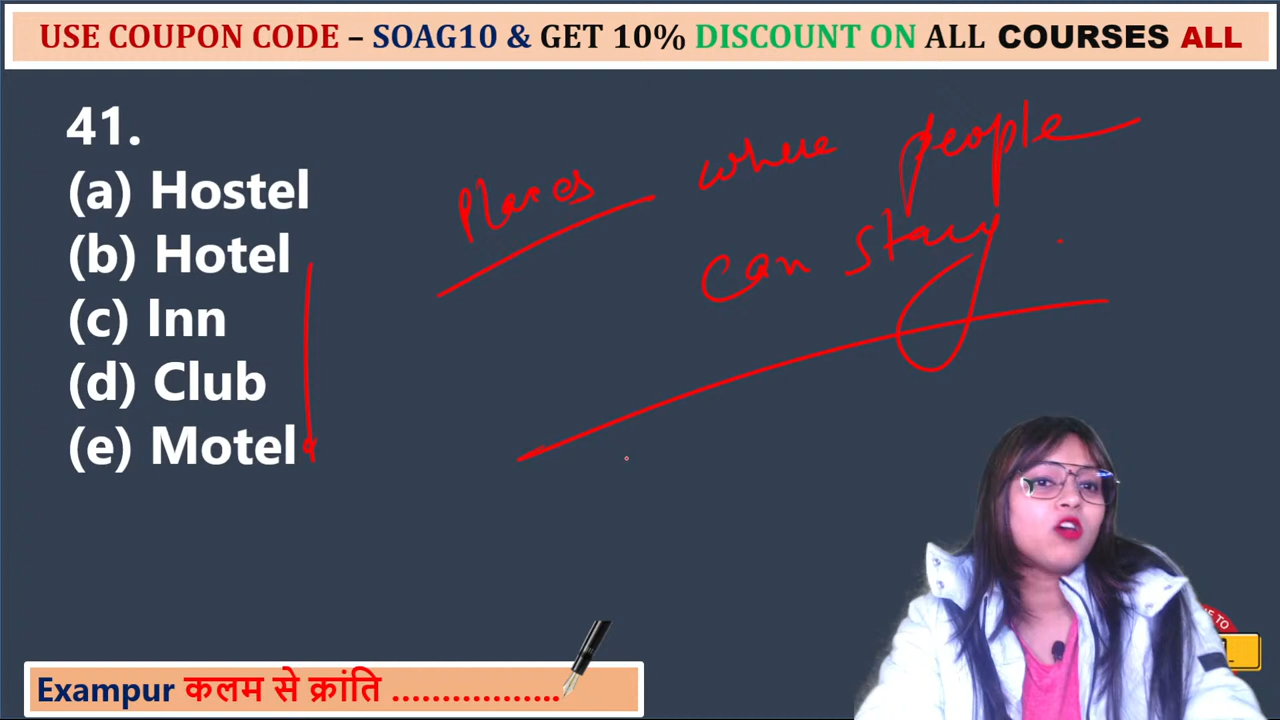 USE COUPON CODE – SOAG10 & GET 10% DISCOUNT ON ALL COURSES ALL
41.
(a) Hostel
(b) Hotel
(c) Inn
(d) Club
(e) Motel
Places where people
can stay
Exampur कलम से क्रांति ……………..